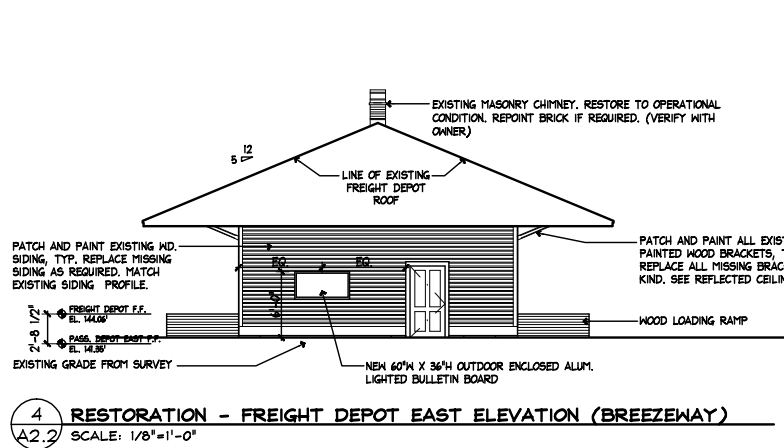 EXISTING MASONRY CHIMNEY. RESTORE TO OPERATIONAL
CONDITION. REPOINT BRICK IF REQUIRED. (VERIFY WITH
OWNER)
12
5
LINE OF EXISTING
FREIGHT DEPOT
ROOF
PATCH AND PAINT EXISTING WD.
SIDING, TYP. REPLACE MISSING
SIDING AS REQUIRED. MATCH
EXISTING SIDING PROFILE.
EQ.
EQ.
6'-0"
PATCH AND PAINT ALL EXIST
PAINTED WOOD BRACKETS, T
REPLACE ALL MISSING BRAC
KIND. SEE REFLECTED CEILIN
FREIGHT DEPOT F.F.
EL. 144.06'
2'-8 1/2"
PASS. DEPOT EAST F.F.
EL. 141.35'
WOOD LOADING RAMP
EXISTING GRADE FROM SURVEY
NEW 60"W X 36"H OUTDOOR ENCLOSED ALUM.
LIGHTED BULLETIN BOARD
4
A2.2
RESTORATION - FREIGHT DEPOT EAST ELEVATION (BREEZEWAY)
SCALE: 1/8"=1'-0"